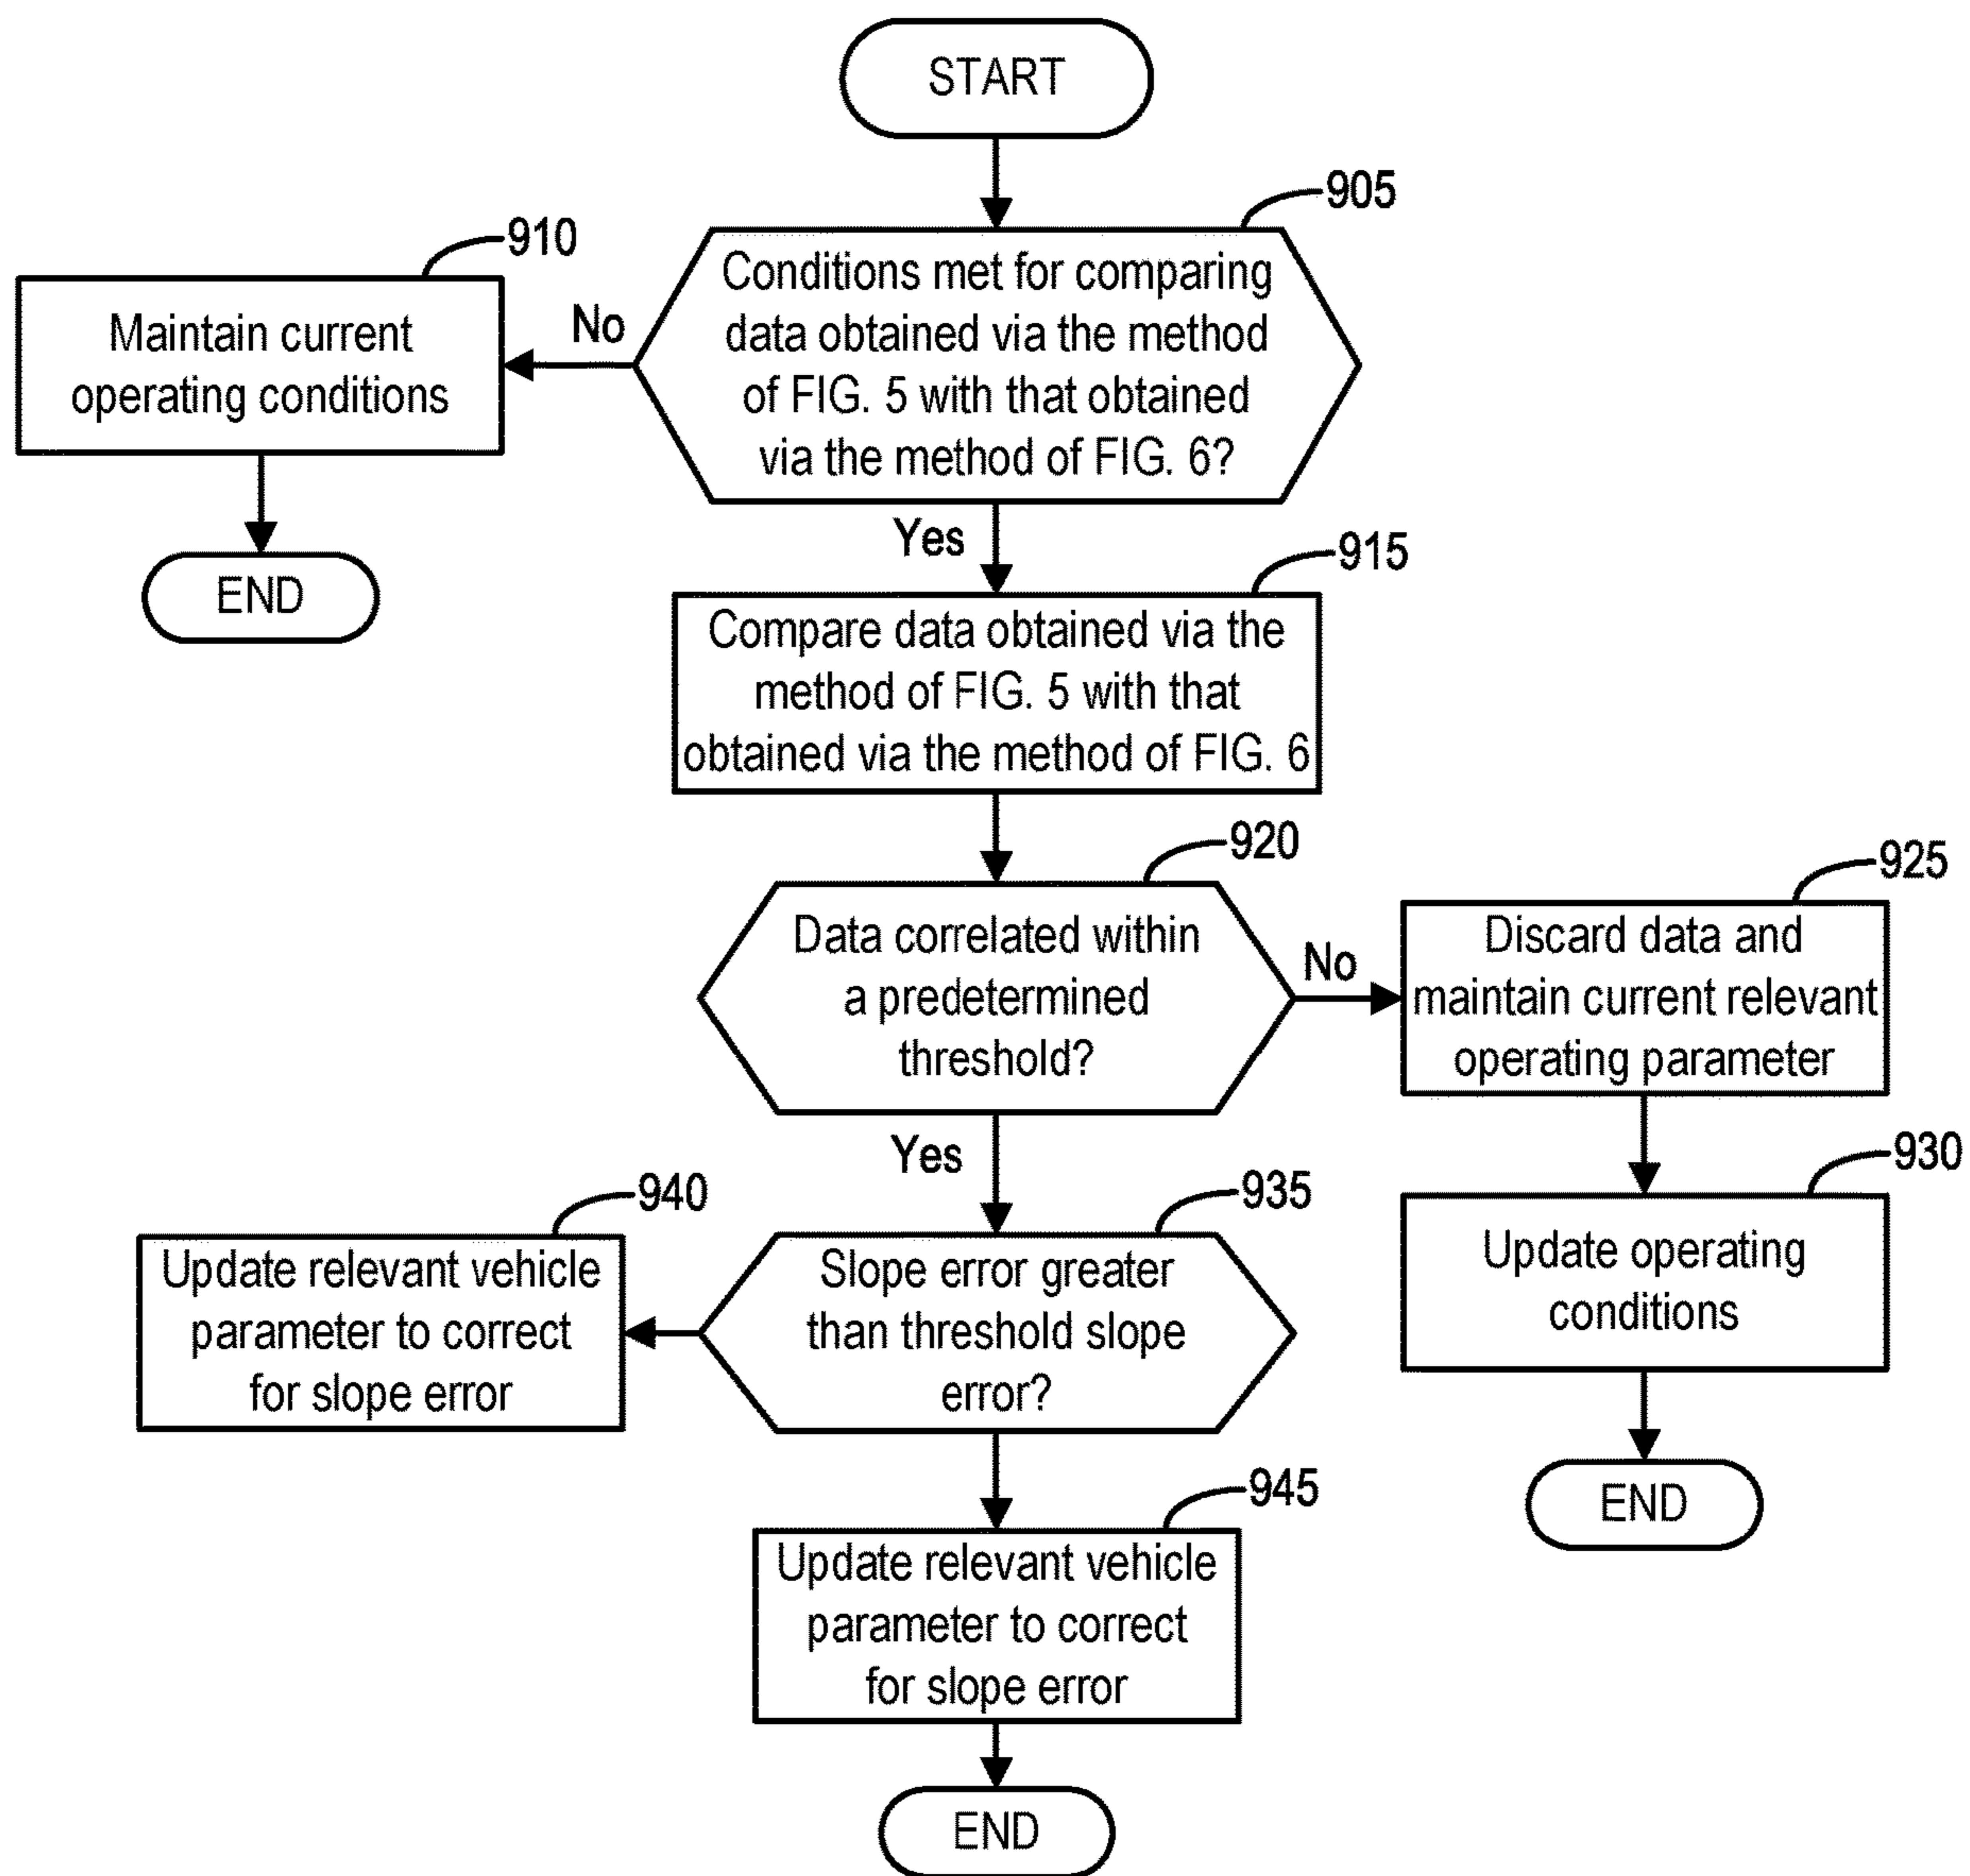 START
905
Conditions met for comparing
data obtained via the method
of FIG. 5 with that obtained
via the method of FIG. 6?
910
Maintain current
operating conditions
No
END
Yes
915
Compare data obtained via the
method of FIG. 5 with that
obtained via the method of FIG. 6
920
Data correlated within
a predetermined
threshold?
No
925
Discard data and
maintain current relevant
operating parameter
930
Update operating
conditions
END
Yes
935
Slope error greater
than threshold slope
error?
940
Update relevant vehicle
parameter to correct
for slope error
945
Update relevant vehicle
parameter to correct
for slope error
END